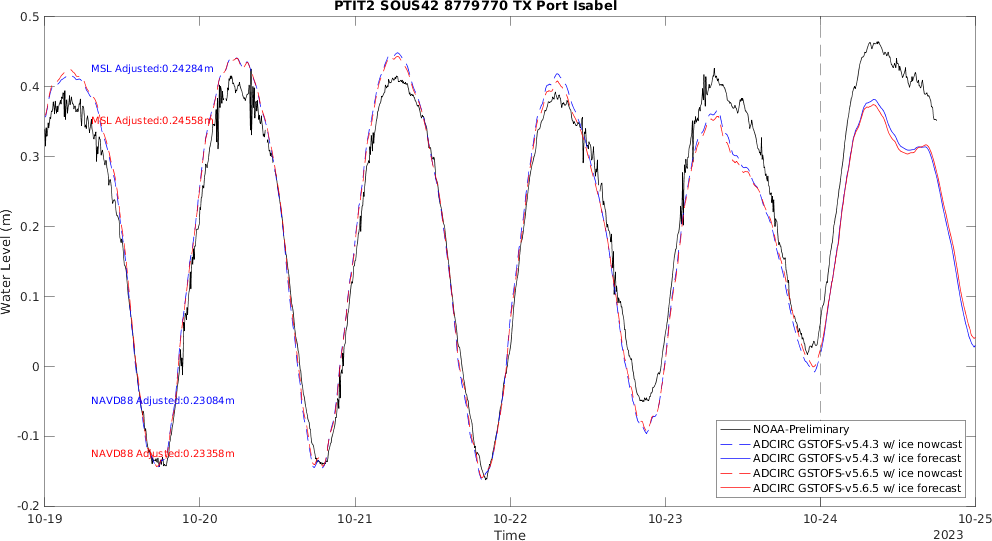 PTIT2 SOUS42 8779770 TX Port Isabel
0.5
0.4
0.3
0.2
0.1
0
-0.1
-0.2
Water Level (m)
MSL Adjusted:0.24284m
MSL Adjusted:0.24558m
NAVD88 Adjusted:0.23084m
NAVD88 Adjusted:0.23358m
NOAA-Preliminary
ADCIRC GSTOFS-v5.4.3 w/ ice nowcast
ADCIRC GSTOFS-v5.4.3 w/ ice forecast
ADCIRC GSTOFS-v5.6.5 w/ ice nowcast
ADCIRC GSTOFS-v5.6.5 w/ ice forecast
10-19 10-20 10-21 10-22 10-23 10-24 10-25
Time
2023